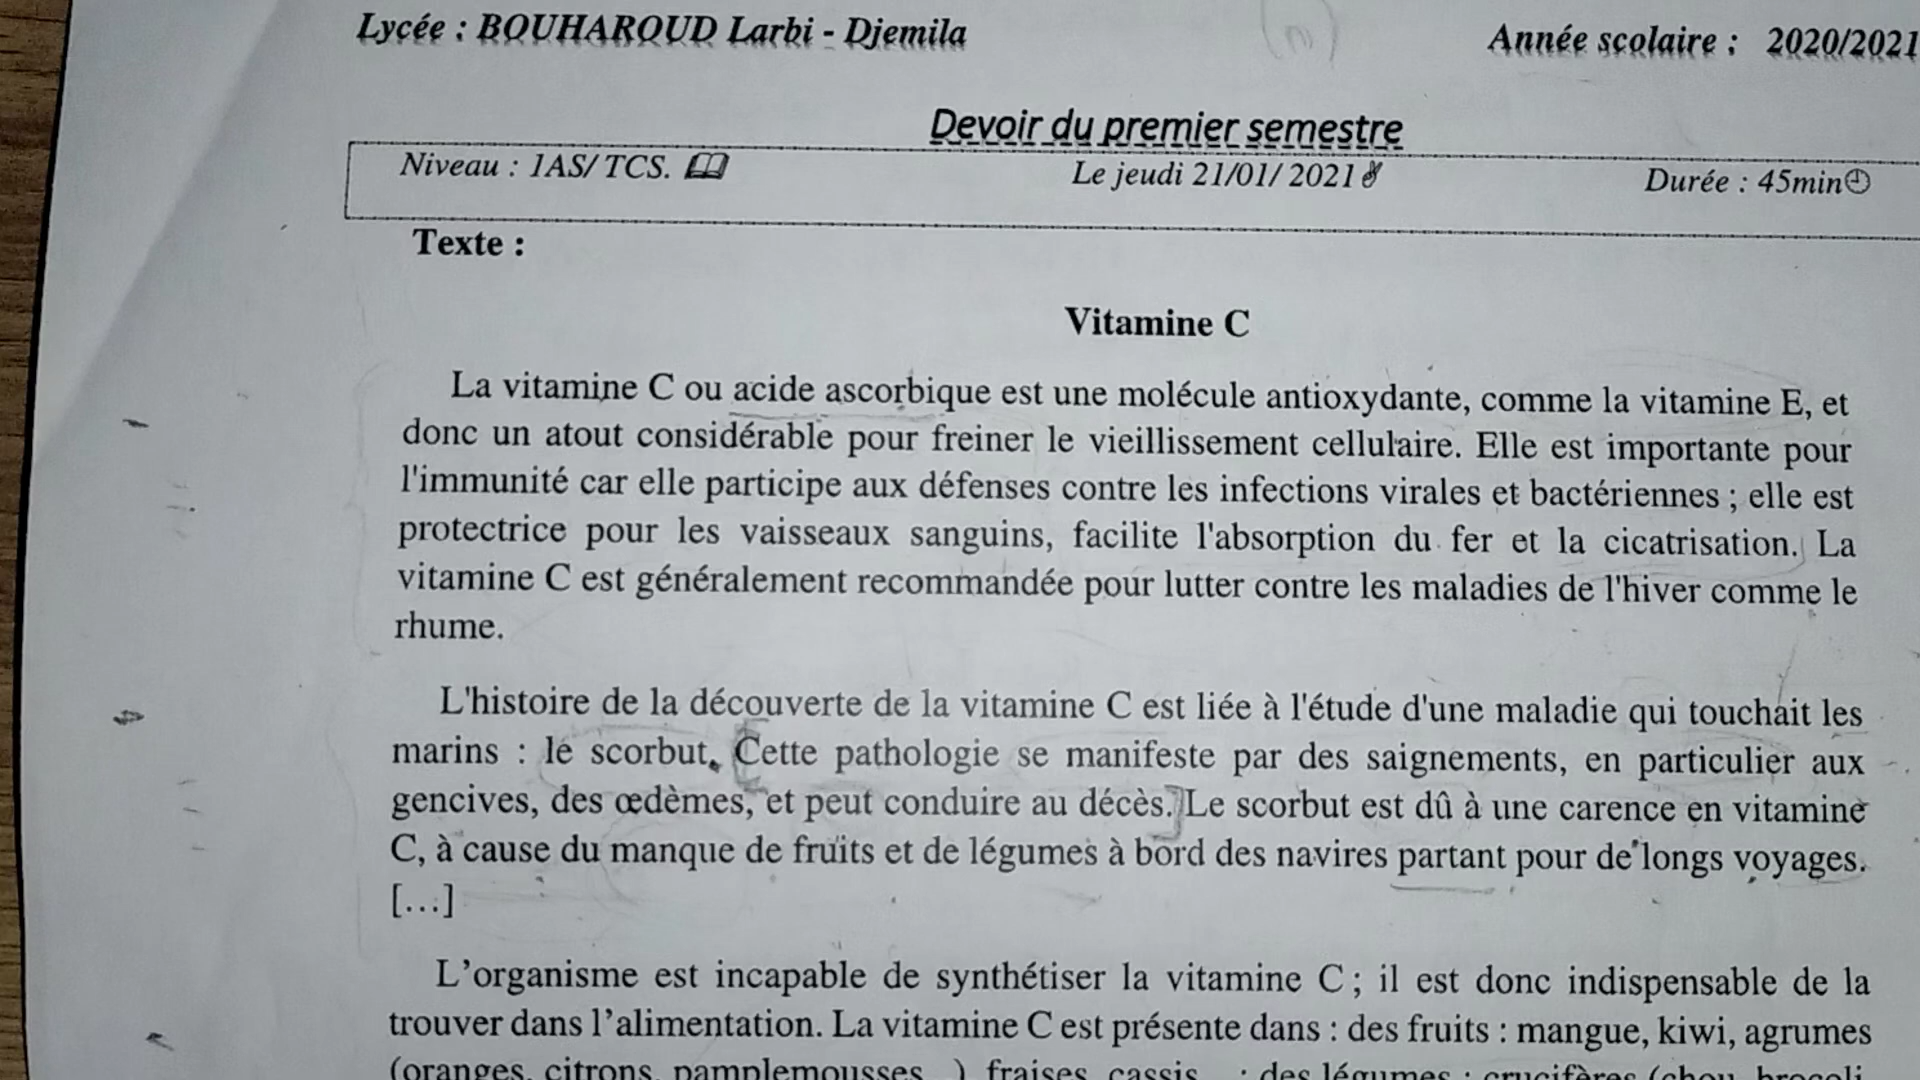 Lycée : BOUHAROUD Larbi - Djemila
Année scolaire : 2020/2021
Devoir du premier semestre
Niveau : 1AS/ TCS.
Le jeudi 21/01/ 2021
Durée : 45min
Texte :
Vitamine C
La vitamine C ou acide ascorbique est une molécule antioxydante, comme la vitamine E, et
donc un atout considérable pour freiner le vieillissement cellulaire. Elle est importante pour
l'immunité car elle participe aux défenses contre les infections virales et bactériennes ; elle est
protectrice pour les vaisseaux sanguins, facilite l'absorption du fer et la cicatrisation. La
vitamine C est généralement recommandée pour lutter contre les maladies de l'hiver comme le
rhume.
L'histoire de la découverte de la vitamine C est liée à l'étude d'une maladie qui touchait les
marins : le scorbut. Cette pathologie se manifeste par des saignements, en particulier aux
gencives, des œdèmes, et peut conduire au décès. Le scorbut est dû à une carence en vitamine
C, à cause du manque de fruits et de légumes à bord des navires partant pour de longs voyages.
[...]
L’organisme est incapable de synthétiser la vitamine C ; il est donc indispensable de la
trouver dans l’alimentation. La vitamine C est présente dans : des fruits : mangue, kiwi, agrumes
(oranges, citrons, pamplemousses...) fraises, cassis... ; des légumes : crucifères (chou, brocoli,